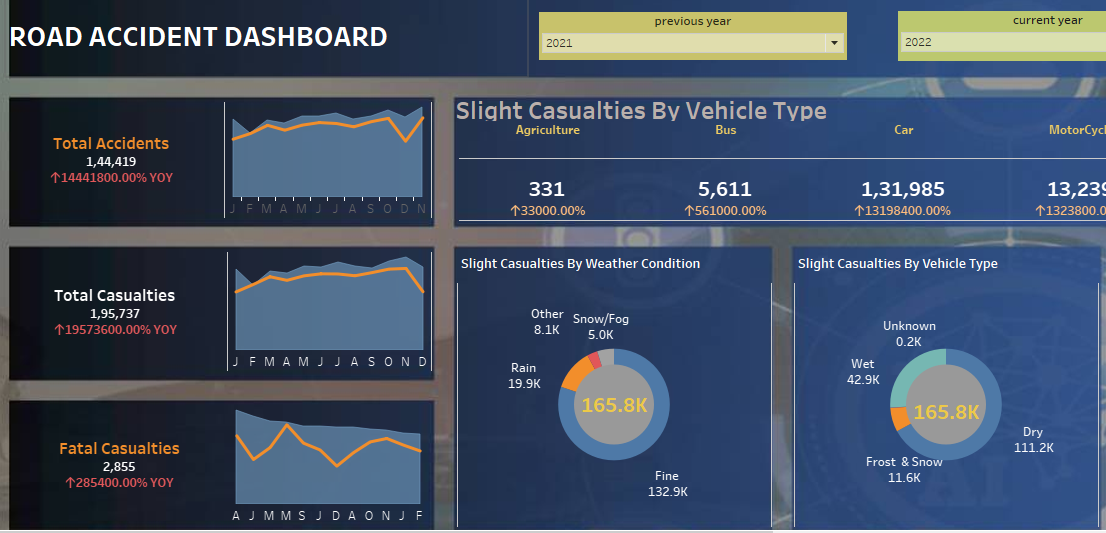 ROAD ACCIDENT DASHBOARD
previous year
2021
current year
2022
Total Accidents
1,44,419
↑14441800.00% YOY
J F M A M J J A S O D N
Slight Casualties By Vehicle Type
Agriculture Bus Car MotorCycl
331 5,611 1,31,985 13,239
↑33000.00% ↑561000.00% ↑13198400.00% ↑1323800.0
Total Casualties
1,95,737
↑19573600.00% YOY
J F M A M J J A S O N D
Slight Casualties By Weather Condition
Other
8.1K
Snow/Fog
5.0K
Rain
19.9K
165.8K
Fine
132.9K
Slight Casualties By Vehicle Type
Unknown
0.2K
Wet
42.9K
165.8K
Dry
111.2K
Frost & Snow
11.6K
Fatal Casualties
2,855
↑285400.00% YOY
A J M M S J D A O N J F